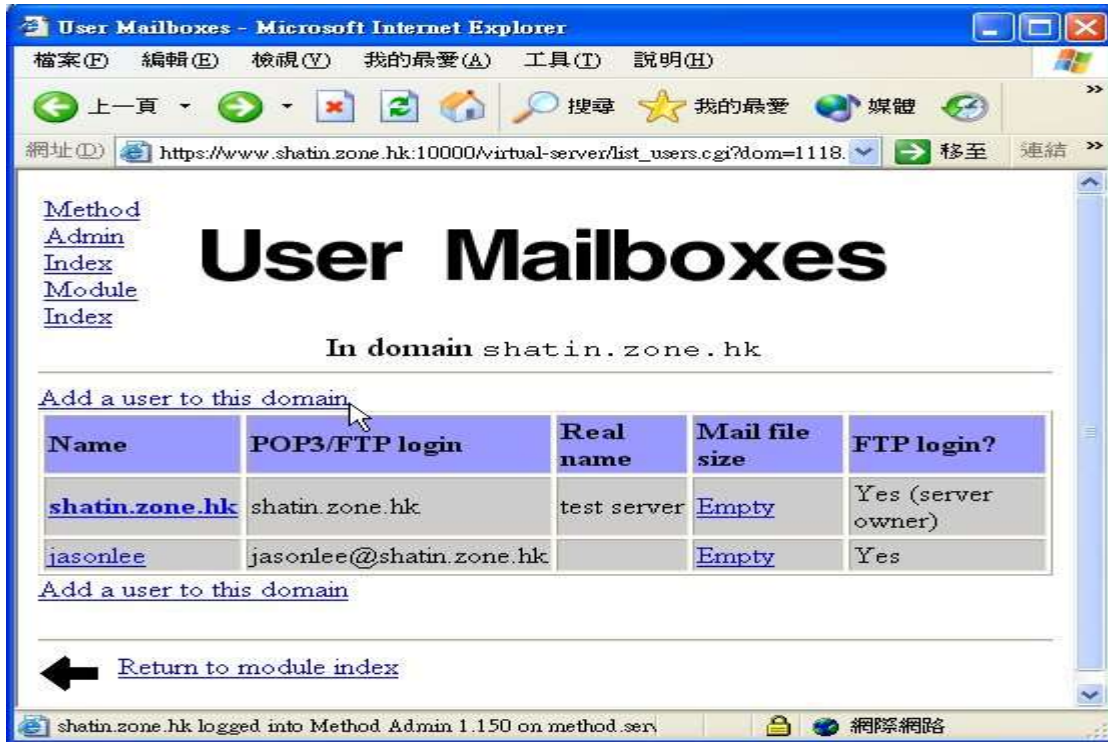 User Mailboxes - Microsoft Internet Explorer
檔案(F) 編輯(E) 檢視(V) 我的最愛(A) 工具(T) 說明(H)
上一頁 搜尋 我的最愛 媒體 »
網址(D) https://www.shatin.zone.hk:10000/virtual-server/list_users.cgi?dom=1118. 移至 連結 »
Method
Admin
Index
Module
Index
User Mailboxes
In domain shatin.zone.hk
Add a user to this domain
Name POP3/FTP login Real name Mail file size FTP login?
shatin.zone.hk shatin.zone.hk test server Empty Yes (server owner)
jasonlee jasonlee@shatin.zone.hk Empty Yes
Add a user to this domain
Return to module index
shatin.zone.hk logged into Method Admin 1.150 on method.serv 網際網路